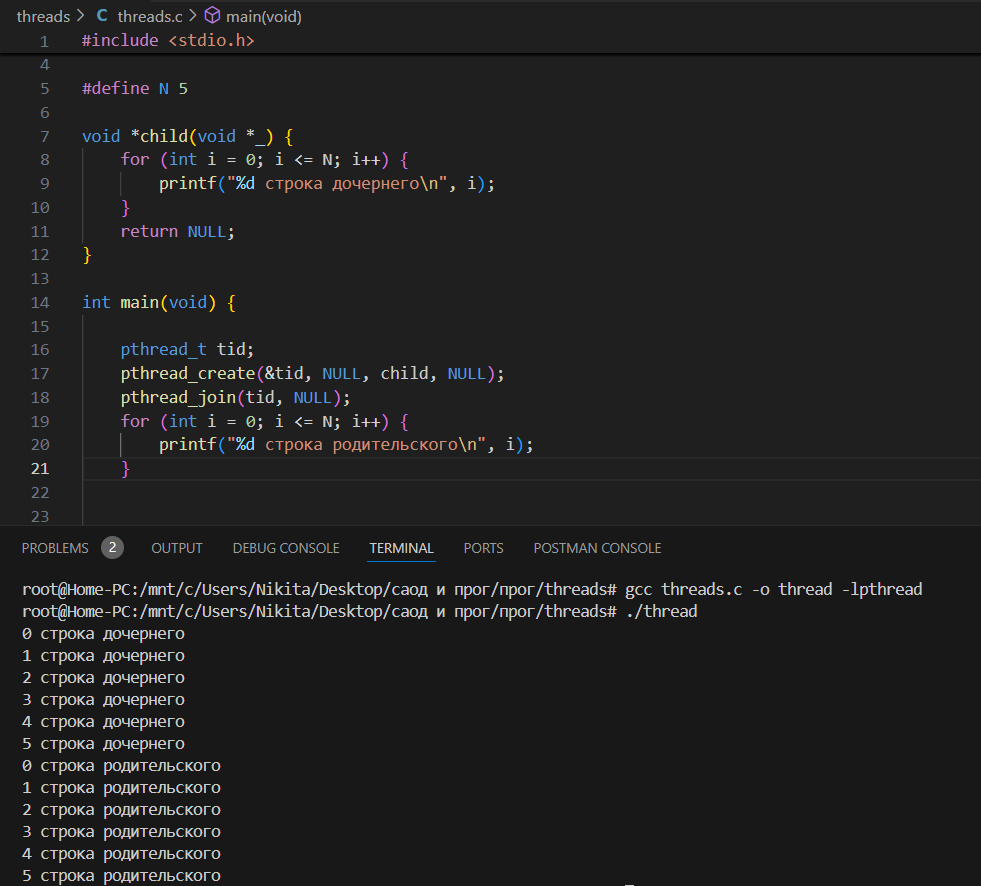 threads > C threads.c > main(void)
1 #include <stdio.h>
4
5 #define N 5
6
7 void *child(void *_) {
8     for (int i = 0; i <= N; i++) {
9         printf("%d строка дочернего\n", i);
10     }
11     return NULL;
12 }
13
14 int main(void) {
15
16     pthread_t tid;
17     pthread_create(&tid, NULL, child, NULL);
18     pthread_join(tid, NULL);
19     for (int i = 0; i <= N; i++) {
20         printf("%d строка родительского\n", i);
21     }
22
23
PROBLEMS 2 OUTPUT DEBUG CONSOLE TERMINAL PORTS POSTMAN CONSOLE
root@Home-PC:/mnt/c/Users/Nikita/Desktop/саод и прог/прог/threads# gcc threads.c -o thread -lpthread
root@Home-PC:/mnt/c/Users/Nikita/Desktop/саод и прог/прог/threads# ./thread
0 строка дочернего
1 строка дочернего
2 строка дочернего
3 строка дочернего
4 строка дочернего
5 строка дочернего
0 строка родительского
1 строка родительского
2 строка родительского
3 строка родительского
4 строка родительского
5 строка родительского